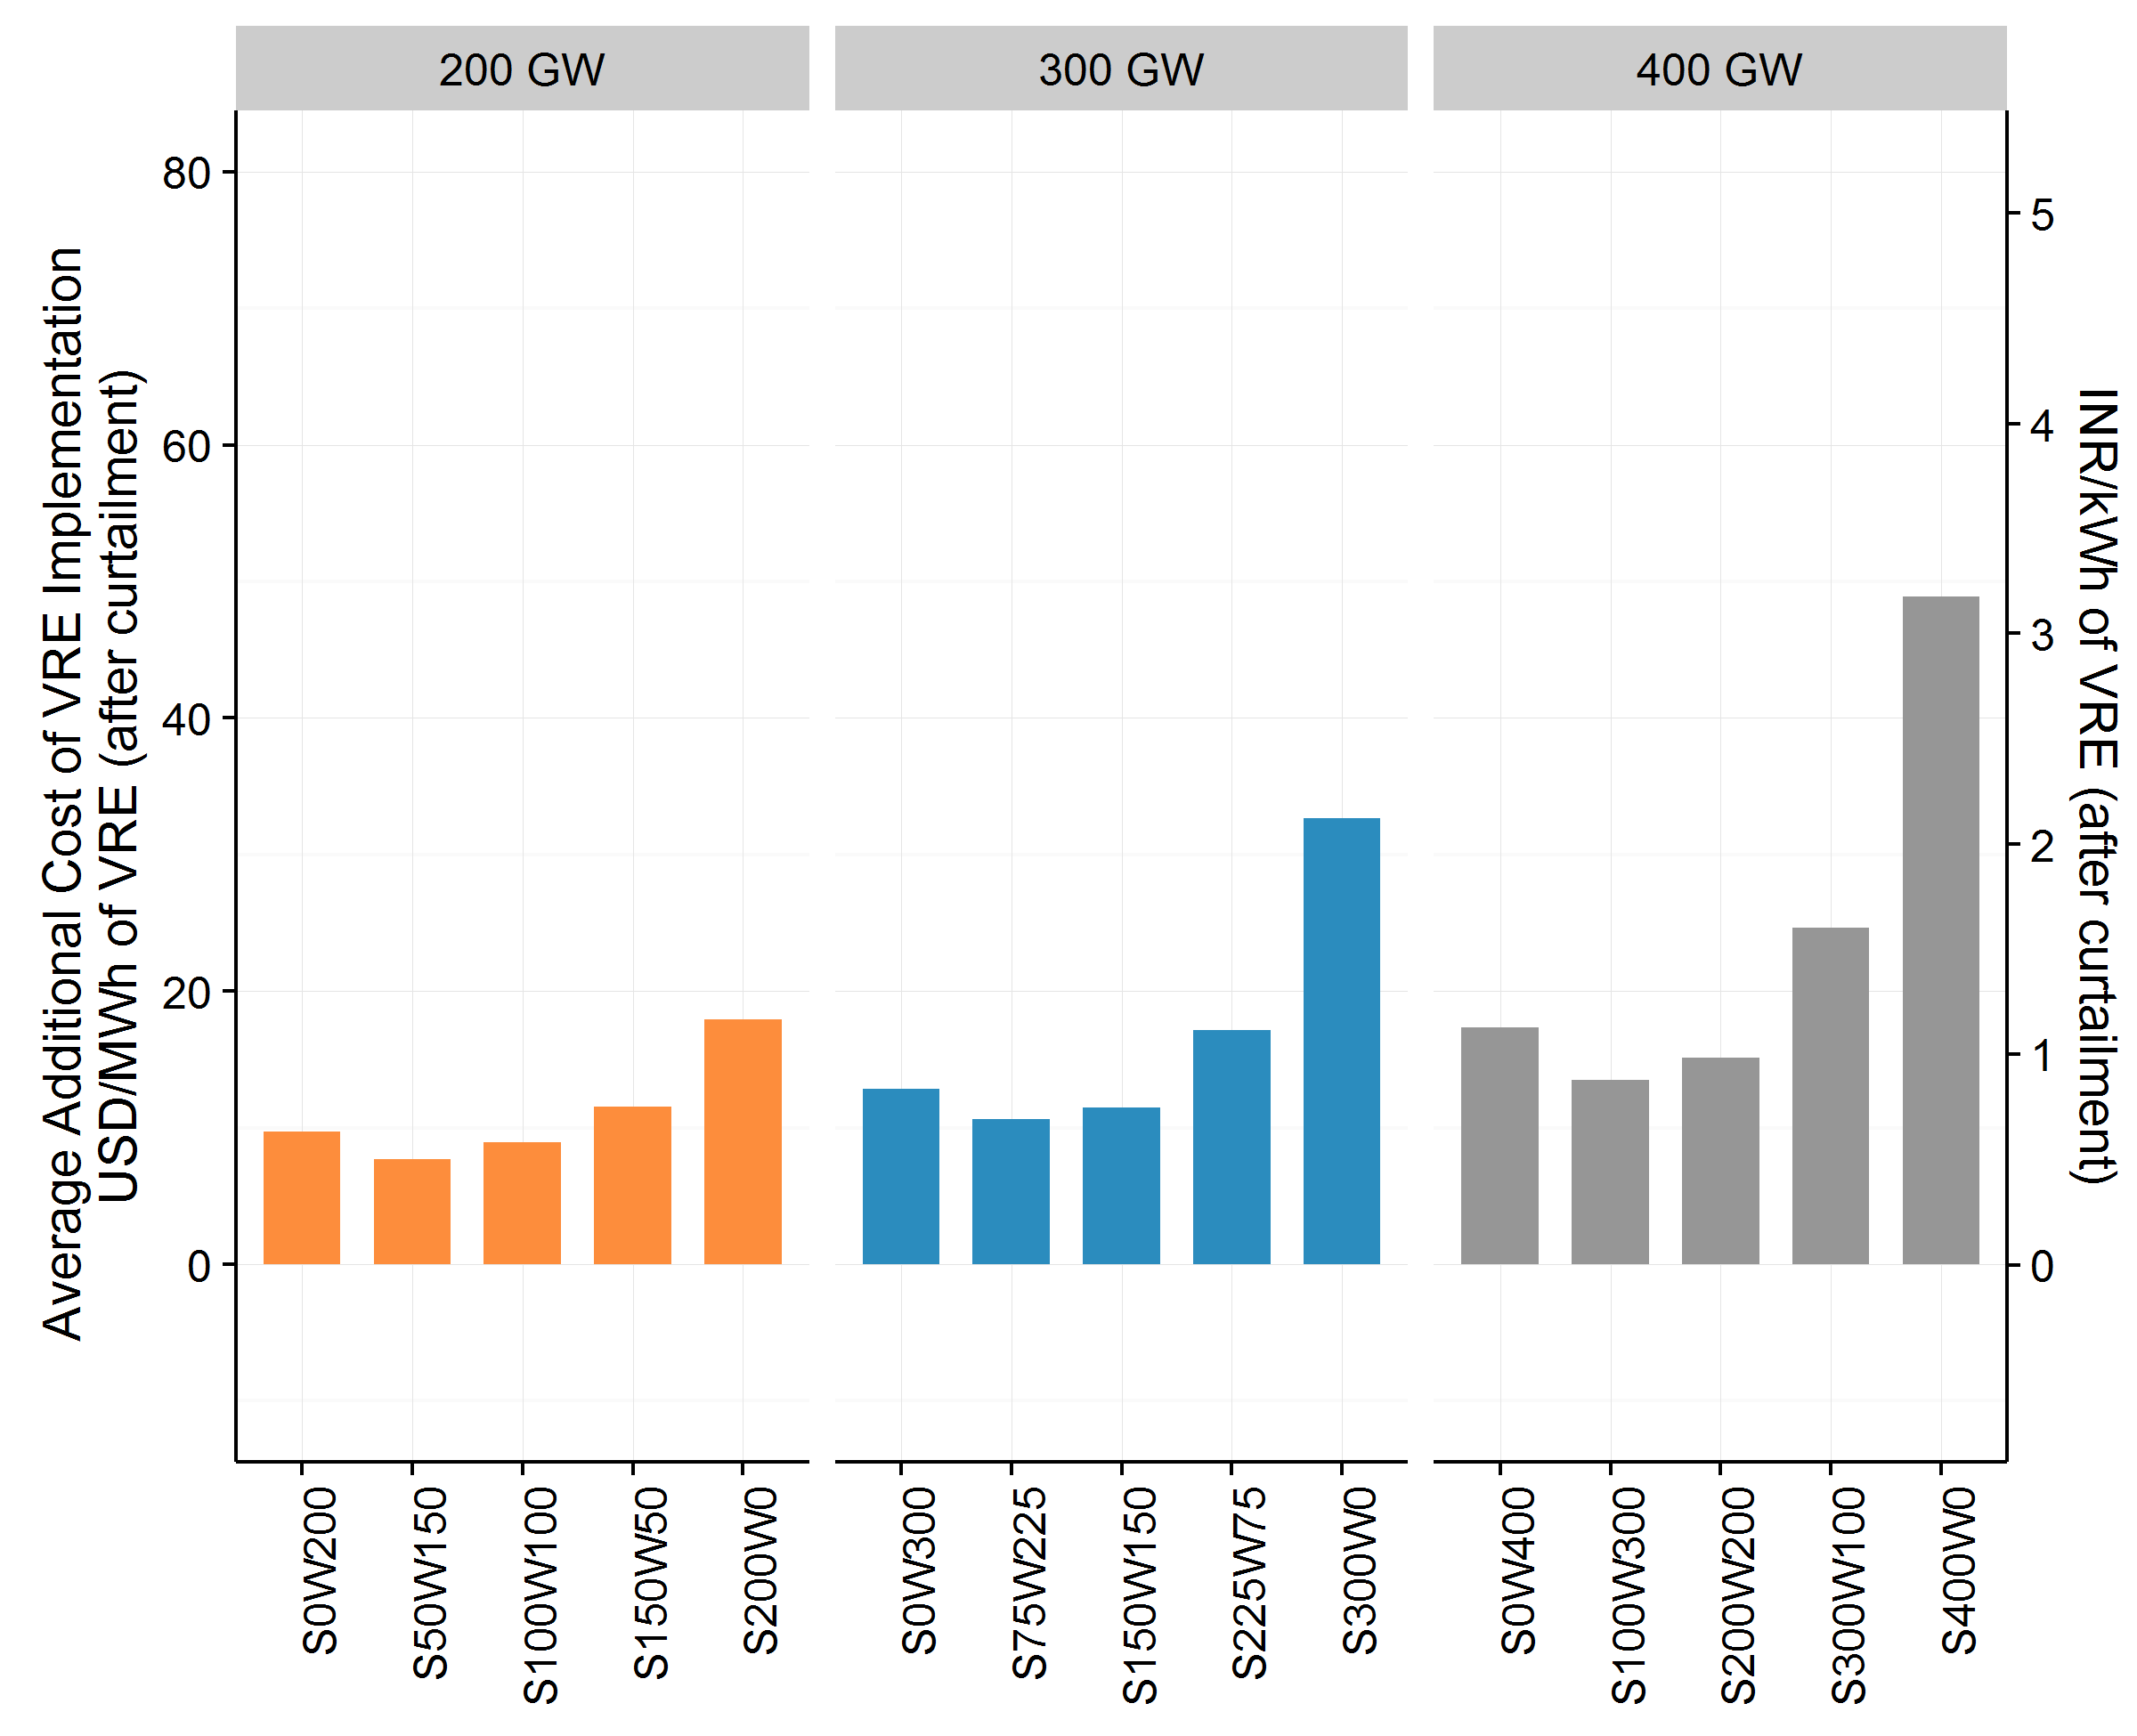 200 GW
300 GW
400 GW
Average Additional Cost of VRE Implementation
USD/MWh of VRE (after curtailment)
80
60
40
20
0
5
4
3
2
1
0
INR/kWh of VRE (after curtailment)
S0W200
S50W150
S100W100
S150W50
S200W0
S0W300
S75W225
S150W150
S225W75
S300W0
S0W400
S100W300
S200W200
S300W100
S400W0